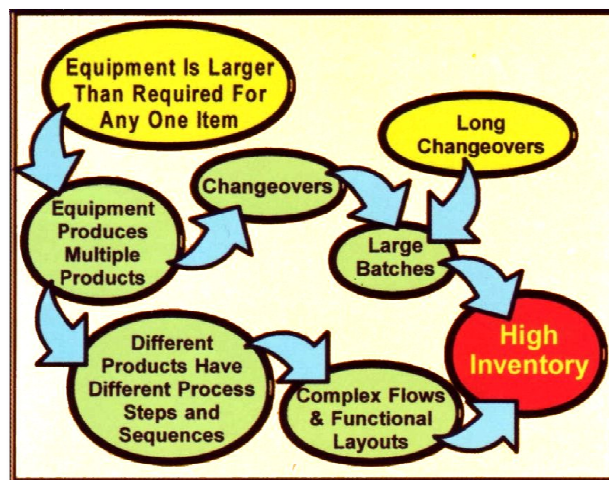 Equipment Is Larger
Than Required For
Any One Item
Long
Changeovers
Changeovers
Equipment
Produces
Multiple
Products
Large
Batches
High
Inventory
Different
Products Have
Different Process
Steps and
Sequences
Complex Flows
& Functional
Layouts